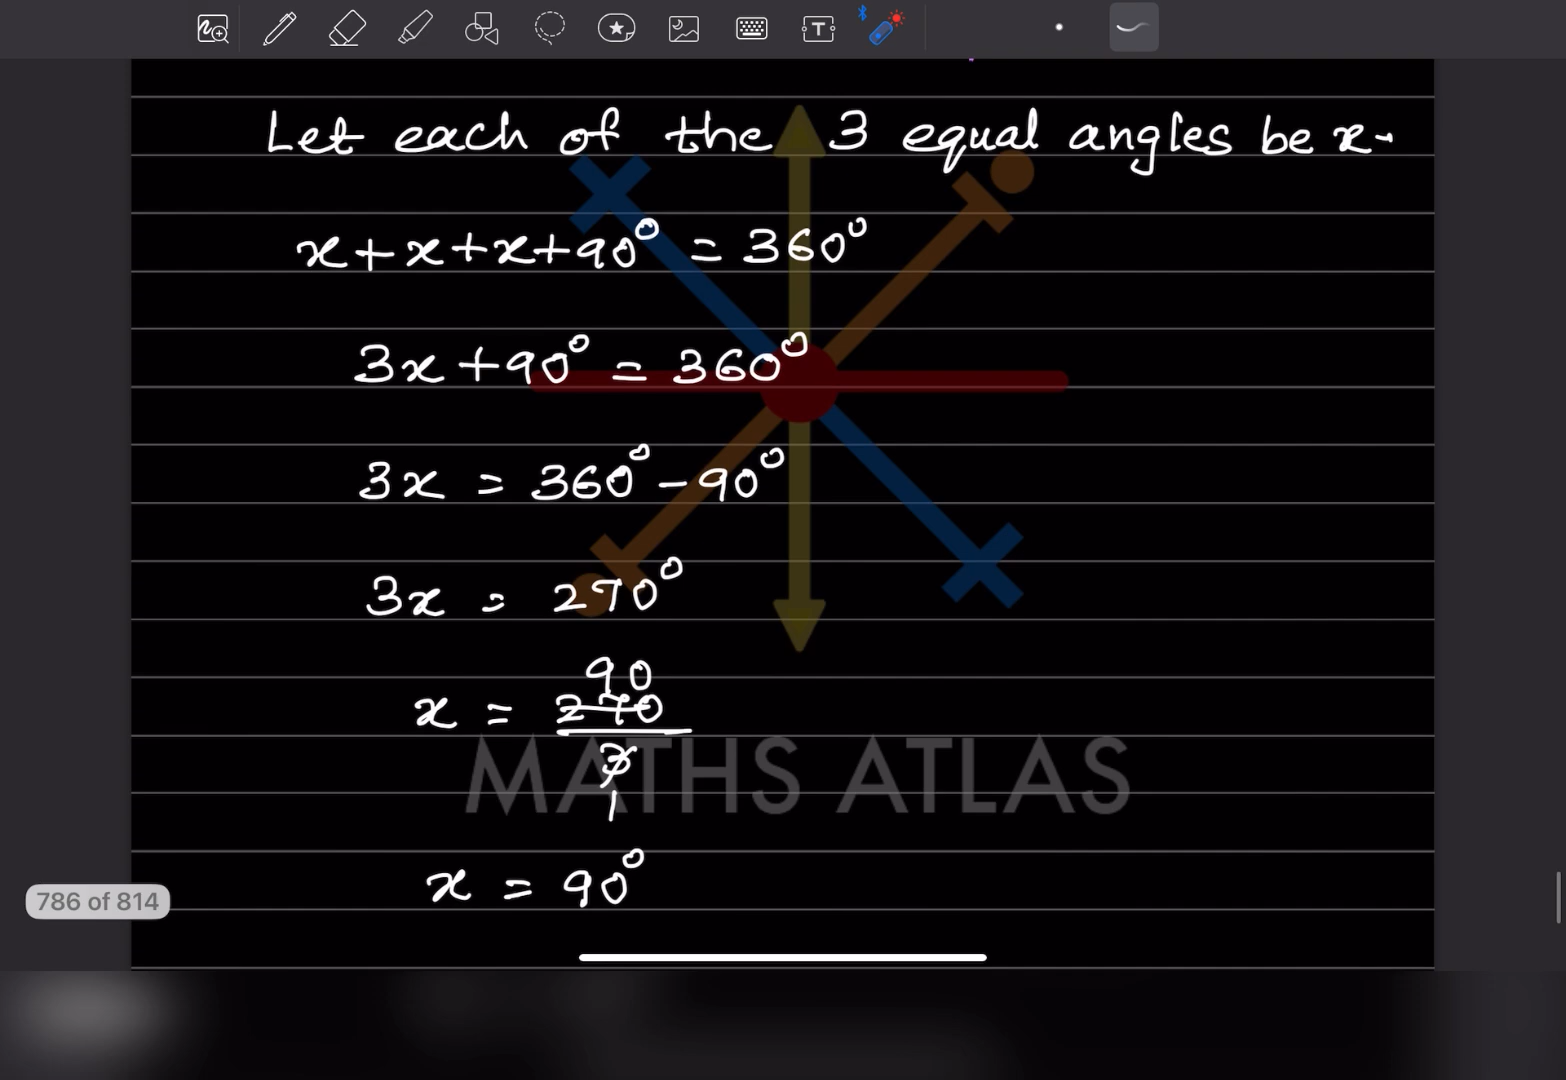 Let each of the 3 equal angles be x.
x+x+x+90° = 360°
3x+90° = 360°
3x = 360°-90°
3x = 270°
90
x = 270
3
1
MATHS ATLAS
x = 90°
786 of 814